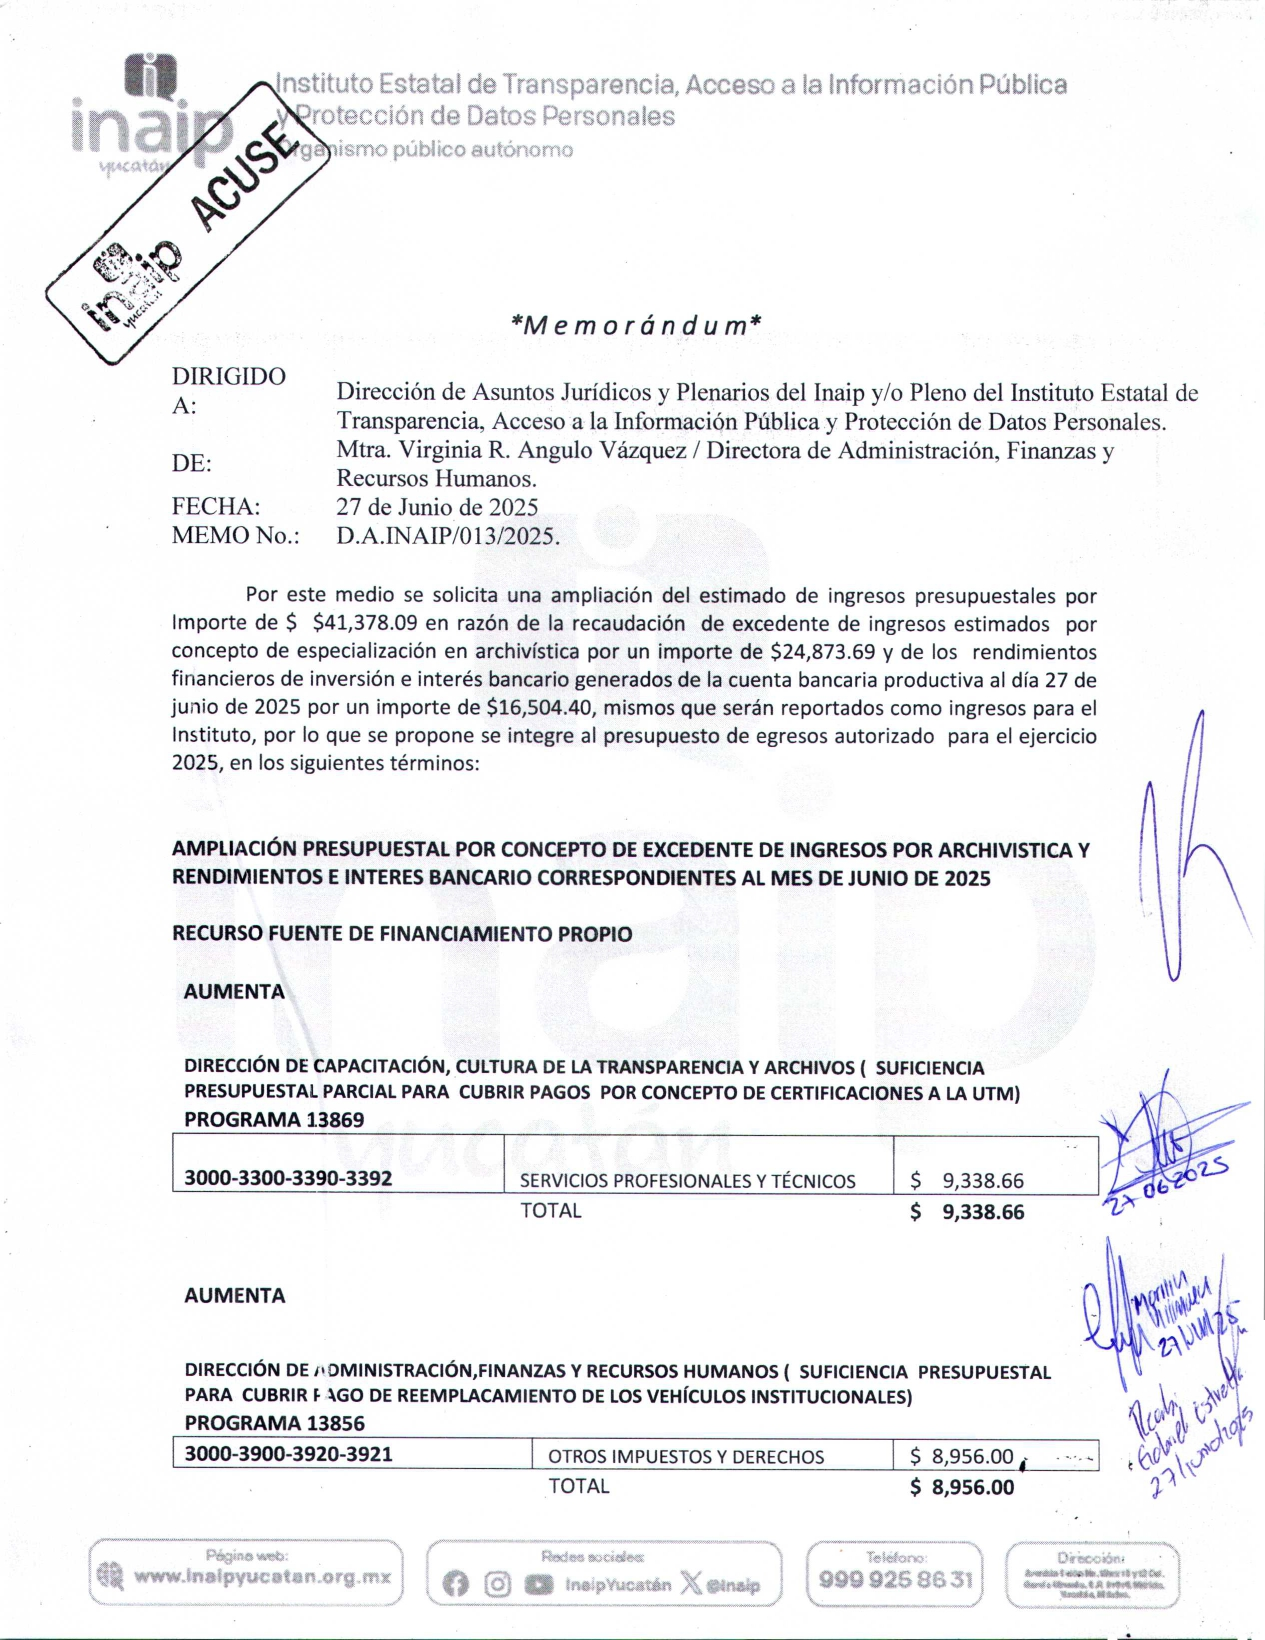 inaip
yucatán
Instituto Estatal de Transparencia, Acceso a la Información Pública
y Protección de Datos Personales
Organismo público autónomo
inaip
yucatán
ACUSE
*Memorándum*
DIRIGIDO A: Dirección de Asuntos Jurídicos y Plenarios del Inaip y/o Pleno del Instituto Estatal de
Transparencia, Acceso a la Información Pública y Protección de Datos Personales.
DE: Mtra. Virginia R. Angulo Vázquez / Directora de Administración, Finanzas y
Recursos Humanos.
FECHA: 27 de Junio de 2025
MEMO No.: D.A.INAIP/013/2025.
Por este medio se solicita una ampliación del estimado de ingresos presupuestales por
Importe de $ $41,378.09 en razón de la recaudación de excedente de ingresos estimados por
concepto de especialización en archivística por un importe de $24,873.69 y de los rendimientos
financieros de inversión e interés bancario generados de la cuenta bancaria productiva al día 27 de
junio de 2025 por un importe de $16,504.40, mismos que serán reportados como ingresos para el
Instituto, por lo que se propone se integre al presupuesto de egresos autorizado para el ejercicio
2025, en los siguientes términos:
AMPLIACIÓN PRESUPUESTAL POR CONCEPTO DE EXCEDENTE DE INGRESOS POR ARCHIVISTICA Y
RENDIMIENTOS E INTERES BANCARIO CORRESPONDIENTES AL MES DE JUNIO DE 2025
RECURSO FUENTE DE FINANCIAMIENTO PROPIO
AUMENTA
DIRECCIÓN DE CAPACITACIÓN, CULTURA DE LA TRANSPARENCIA Y ARCHIVOS ( SUFICIENCIA
PRESUPUESTAL PARCIAL PARA CUBRIR PAGOS POR CONCEPTO DE CERTIFICACIONES A LA UTM)
PROGRAMA 13869
3000-3300-3390-3392 SERVICIOS PROFESIONALES Y TÉCNICOS $ 9,338.66
TOTAL $ 9,338.66
27 06 2025
AUMENTA
27/JUN/25
DIRECCIÓN DE ADMINISTRACIÓN,FINANZAS Y RECURSOS HUMANOS ( SUFICIENCIA PRESUPUESTAL
PARA CUBRIR PAGO DE REEMPLACAMIENTO DE LOS VEHÍCULOS INSTITUCIONALES)
PROGRAMA 13856
3000-3900-3920-3921 OTROS IMPUESTOS Y DERECHOS $ 8,956.00
TOTAL $ 8,956.00
Recibi
Gabriel Estrella
27/junio/2025
Página web:
www.inaipyucatan.org.mx
Redes sociales:
InaipYucatán @inaip
Teléfono:
999 925 86 31
Dirección: